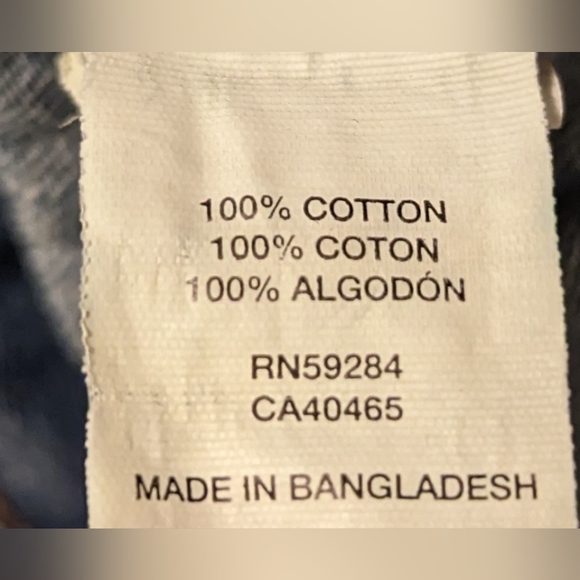 100% COTTON
100% COTON
100% ALGODÓN
RN59284
CA40465
MADE IN BANGLADESH